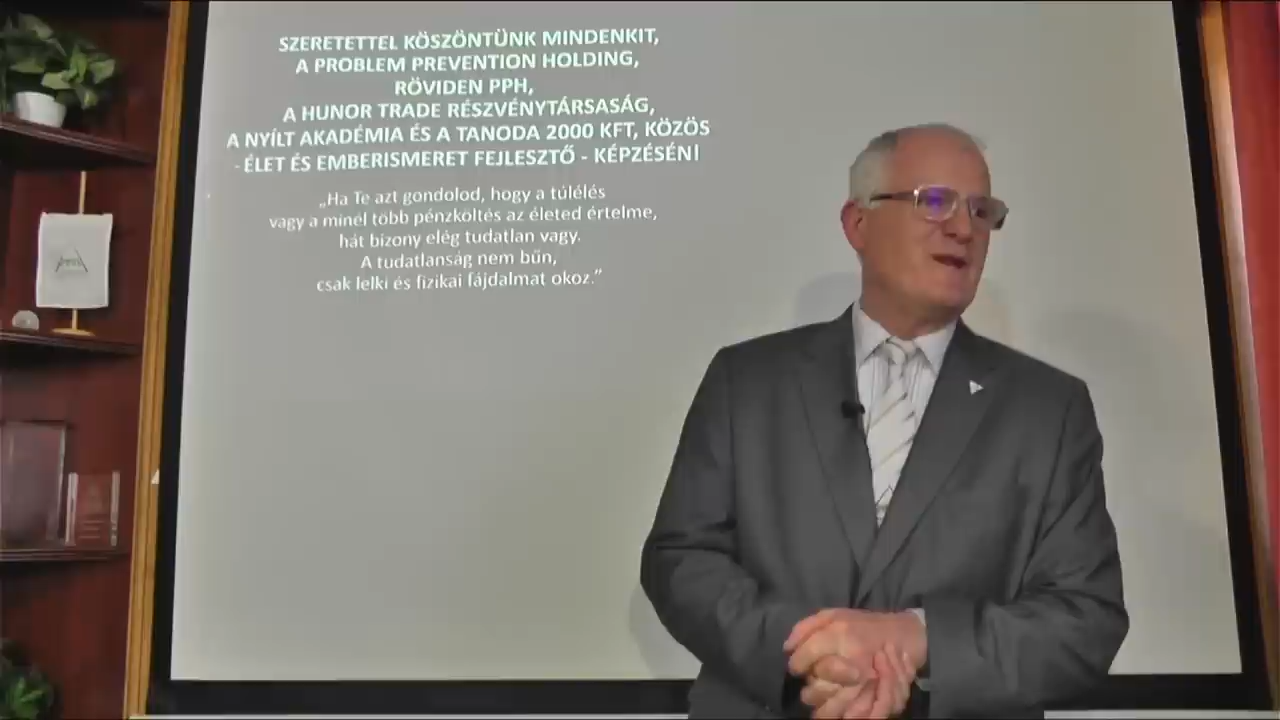 SZERETETTEL KÖSZÖNTÜNK MINDENKIT,
A PROBLEM PREVENTION HOLDING,
RÖVIDEN PPH,
A HUNOR TRADE RÉSZVÉNYTÁRSASÁG,
A NYÍLT AKADÉMIA ÉS A TANODA 2000 KFT, KÖZÖS
- ÉLET ÉS EMBERISMERET FEJLESZTŐ - KÉPZÉSÉN!
„Ha Te azt gondolod, hogy a túlélés
vagy a minél több pénzköltés az életed értelme,
hát bizony elég tudatlan vagy.
A tudatlanság nem bűn,
csak lelki és fizikai fájdalmat okoz.”